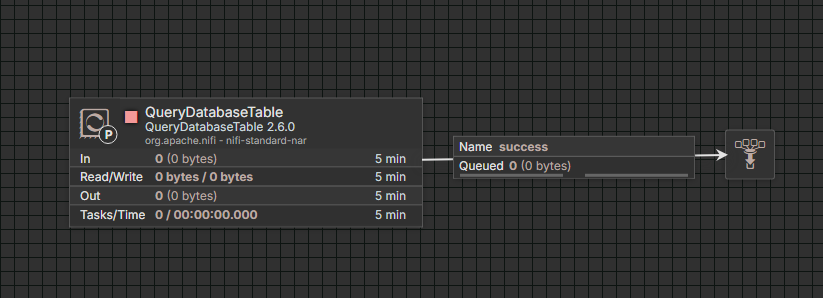 QueryDatabaseTable
QueryDatabaseTable 2.6.0
org.apache.nifi - nifi-standard-nar
P
In 0 (0 bytes) 5 min
Read/Write 0 bytes / 0 bytes 5 min
Out 0 (0 bytes) 5 min
Tasks/Time 0 / 00:00:00.000 5 min
Name success
Queued 0 (0 bytes)